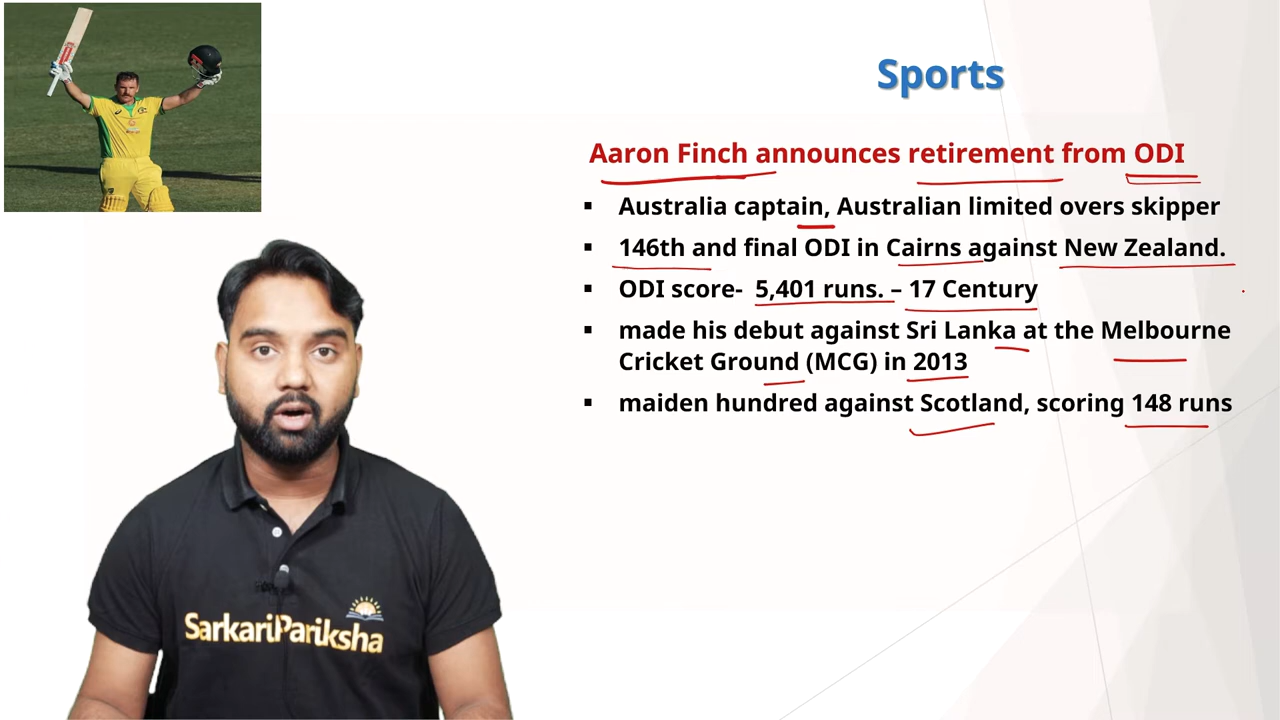 Sports
Aaron Finch announces retirement from ODI
▪ Australia captain, Australian limited overs skipper
▪ 146th and final ODI in Cairns against New Zealand.
▪ ODI score- 5,401 runs. – 17 Century
▪ made his debut against Sri Lanka at the Melbourne
Cricket Ground (MCG) in 2013
▪ maiden hundred against Scotland, scoring 148 runs
SarkariPariksha